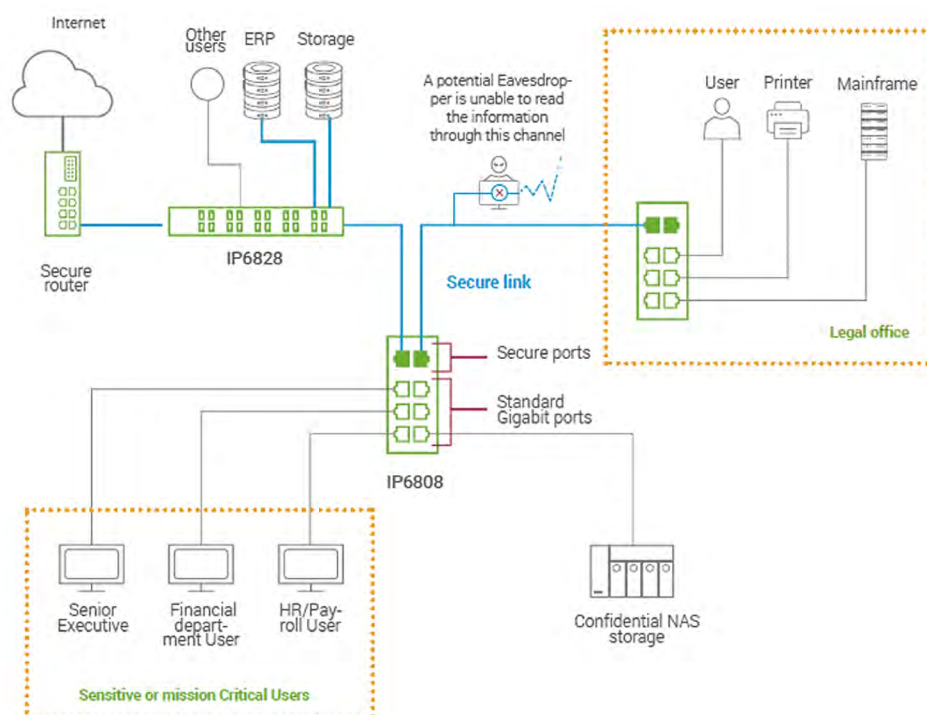 Internet
Other
users
ERP
Storage
A potential Eavesdrop-
per is unable to read
the information
through this channel
User
Printer
Mainframe
IP6828
Secure
router
Secure link
Legal office
Secure ports
Standard
Gigabit ports
IP6808
Senior
Executive
Financial
depart-
ment User
HR/Pay-
roll User
Confidential NAS
storage
Sensitive or mission Critical Users